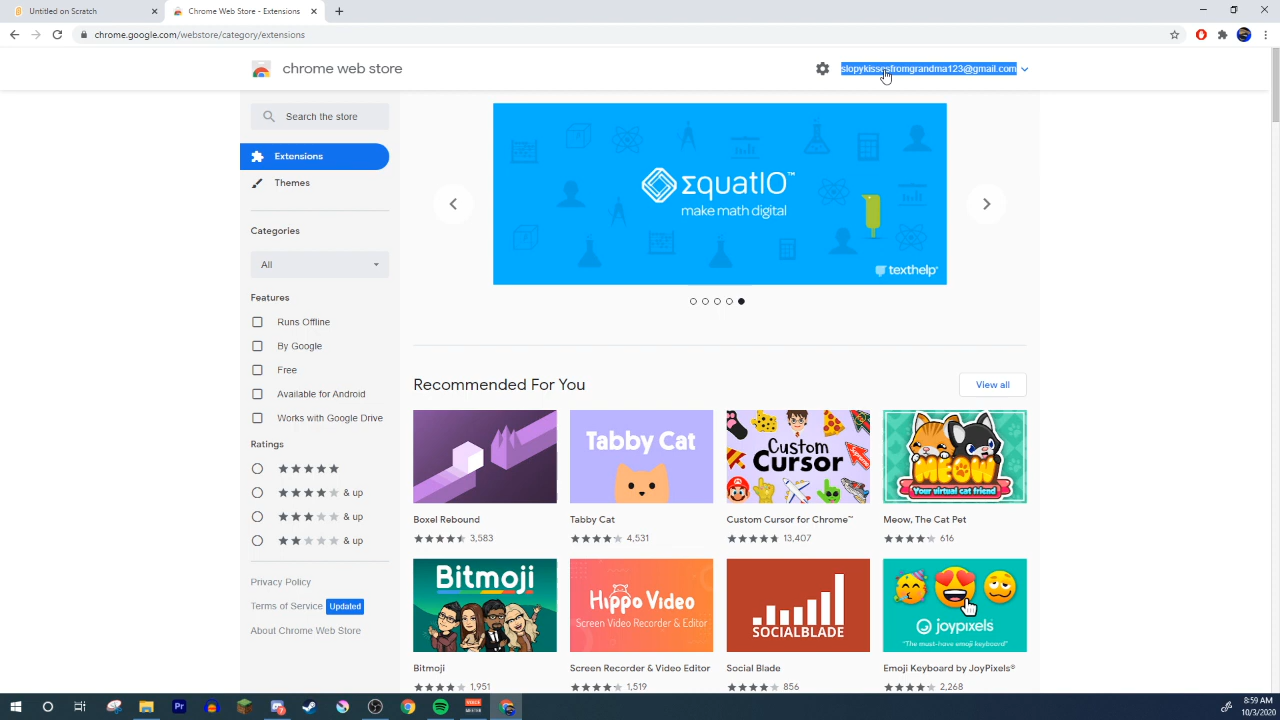 Untitled on Scratch
Chrome Web Store - Extensions
chrome.google.com/webstore/category/extensions
chrome web store
slopykissesfromgrandma123@gmail.com
Search the store
Extensions
Themes
Categories
All
Features
Runs Offline
By Google
Free
Available for Android
Works with Google Drive
Ratings
& up
& up
& up
Privacy Policy
Terms of Service Updated
About Chrome Web Store
ΣquatIO™
make math digital
texthelp®
Recommended For You
View all
Tabby Cat
Custom Cursor
MEOW
Your virtual cat friend
Boxel Rebound
Tabby Cat
Custom Cursor for Chrome™
Meow, The Cat Pet
3,583
4,531
13,407
616
Bitmoji
Hippo Video
Screen Video Recorder & Editor
SOCIALBLADE
joypixels®
"The must-have emoji keyboard!"
Bitmoji
Screen Recorder & Video Editor
Social Blade
Emoji Keyboard by JoyPixels®
1,951
1,519
856
2,268
Pr
8:59 AM
10/3/2020